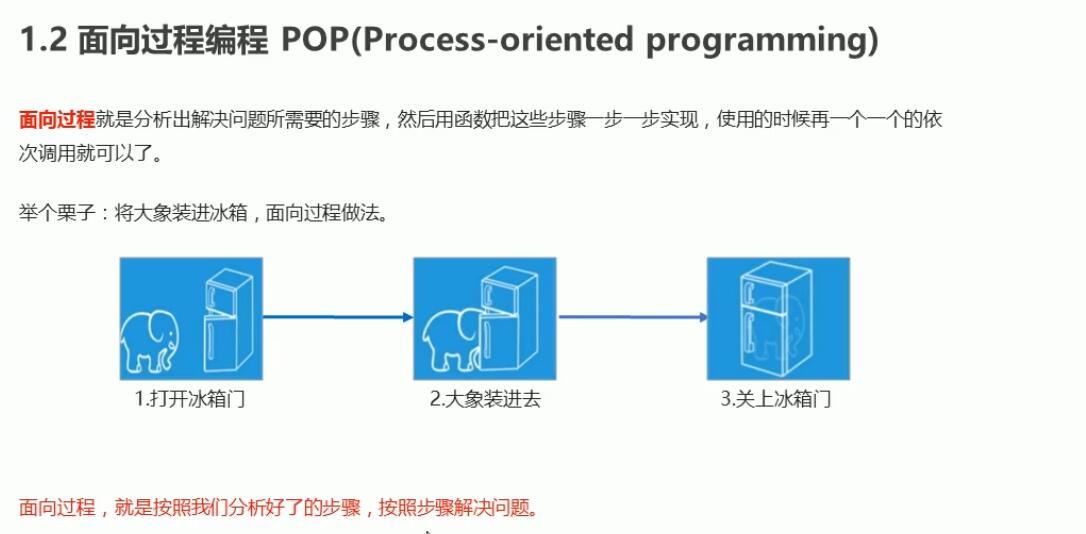 1.2 面向过程编程 POP(Process-oriented programming)
面向过程就是分析出解决问题所需要的步骤，然后用函数把这些步骤一步一步实现，使用的时候再一个一个的依
次调用就可以了。
举个栗子：将大象装进冰箱，面向过程做法。
1.打开冰箱门
2.大象装进去
3.关上冰箱门
面向过程，就是按照我们分析好了的步骤，按照步骤解决问题。